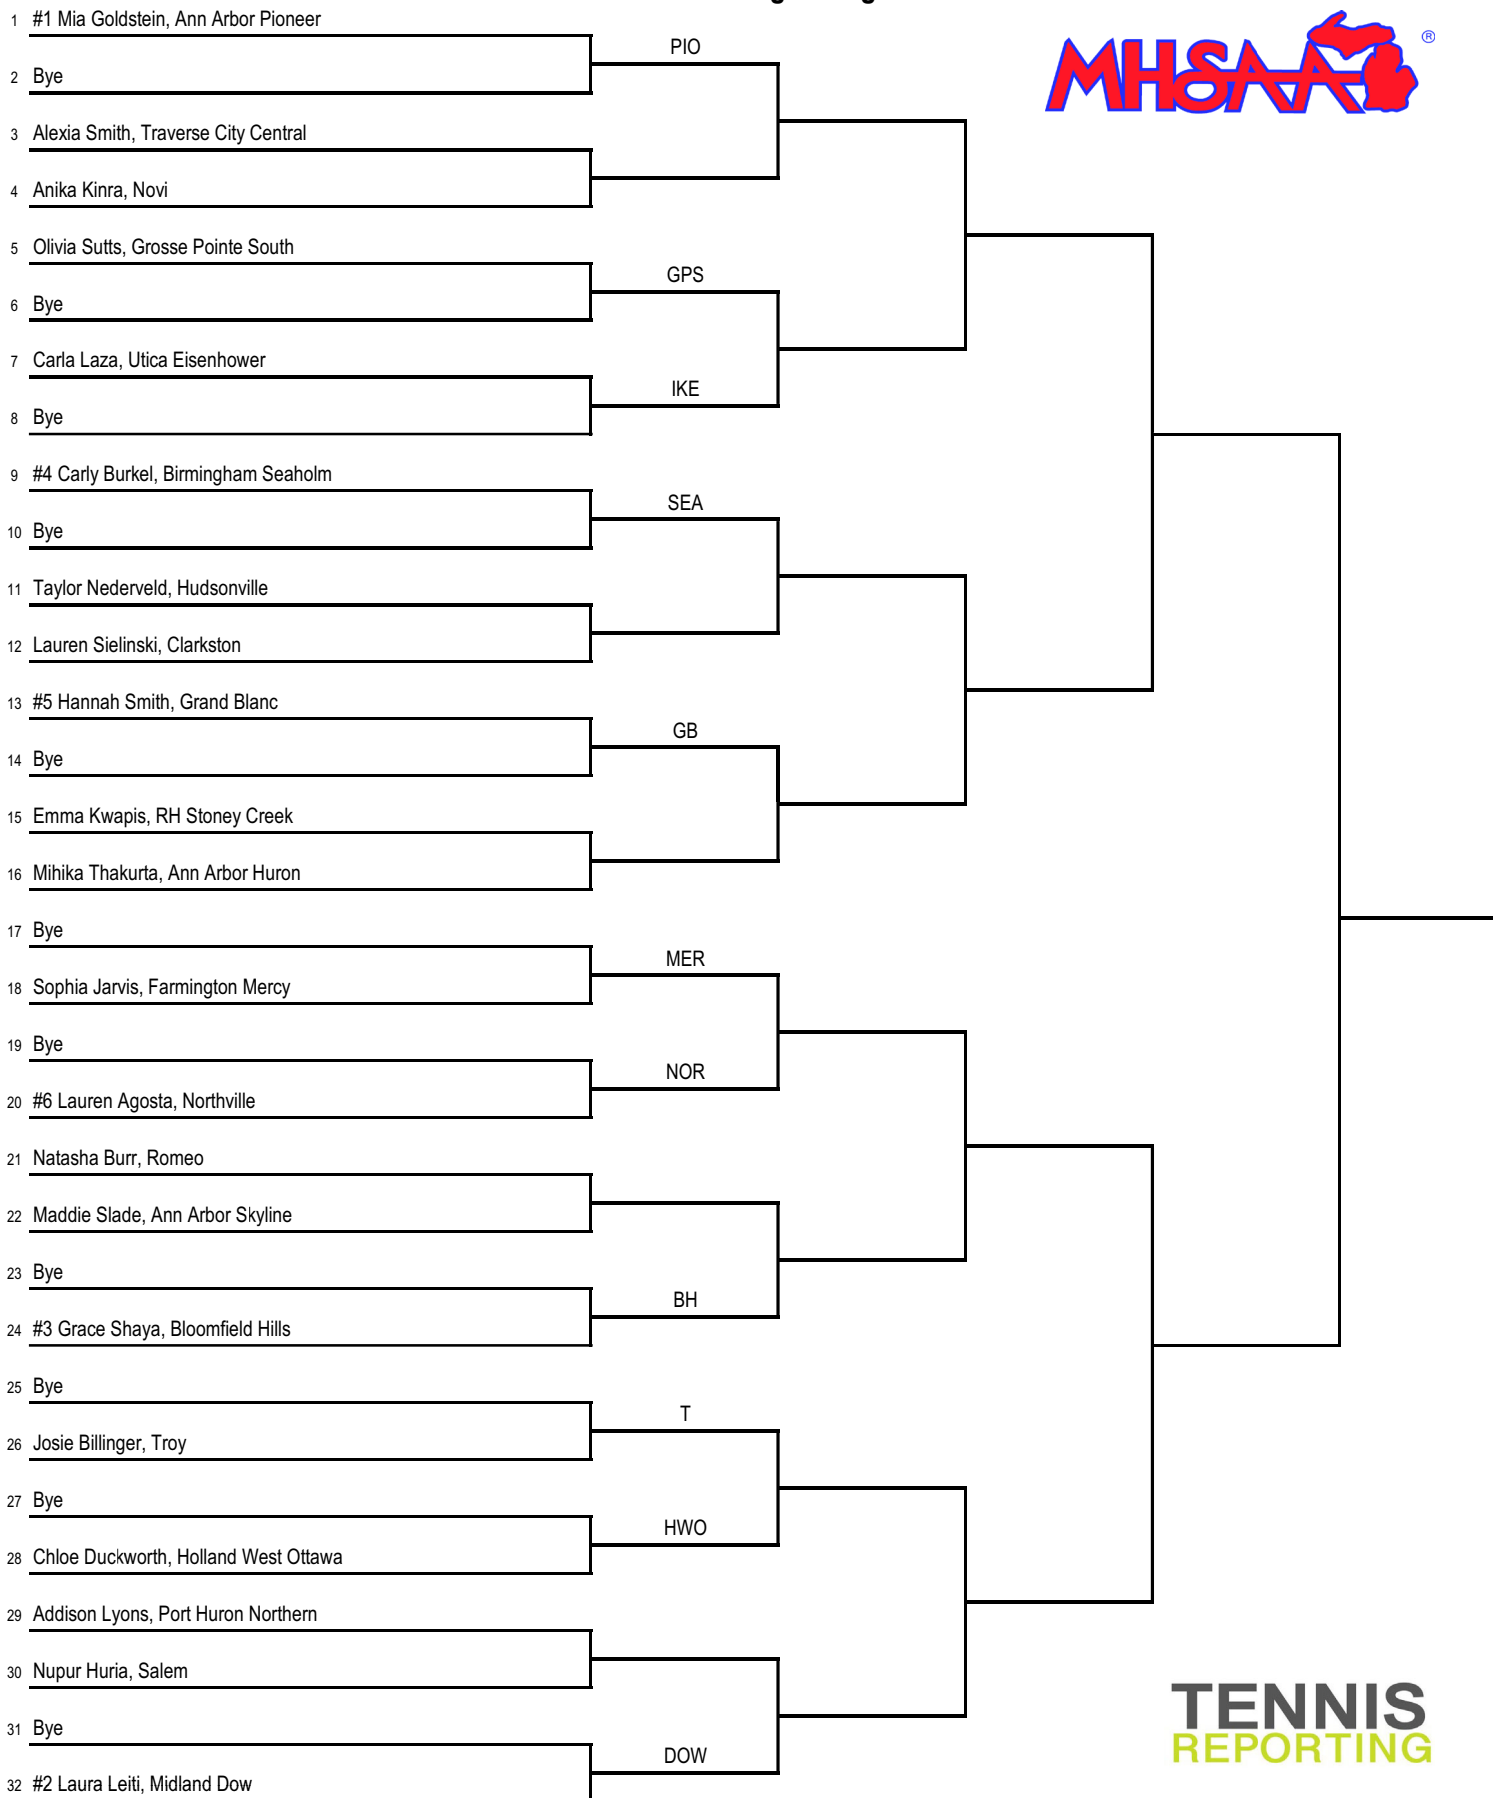 1 #1 Mia Goldstein, Ann Arbor Pioneer
PIO
2 Bye
3 Alexia Smith, Traverse City Central
4 Anika Kinra, Novi
5 Olivia Sutts, Grosse Pointe South
GPS
6 Bye
7 Carla Laza, Utica Eisenhower
IKE
8 Bye
9 #4 Carly Burkel, Birmingham Seaholm
SEA
10 Bye
11 Taylor Nederveld, Hudsonville
12 Lauren Sielinski, Clarkston
13 #5 Hannah Smith, Grand Blanc
GB
14 Bye
15 Emma Kwapis, RH Stoney Creek
16 Mihika Thakurta, Ann Arbor Huron
17 Bye
MER
18 Sophia Jarvis, Farmington Mercy
19 Bye
NOR
20 #6 Lauren Agosta, Northville
21 Natasha Burr, Romeo
22 Maddie Slade, Ann Arbor Skyline
23 Bye
BH
24 #3 Grace Shaya, Bloomfield Hills
25 Bye
T
26 Josie Billinger, Troy
27 Bye
HWO
28 Chloe Duckworth, Holland West Ottawa
29 Addison Lyons, Port Huron Northern
30 Nupur Huria, Salem
31 Bye
DOW
32 #2 Laura Leiti, Midland Dow
MHSAA ®
TENNIS
REPORTING